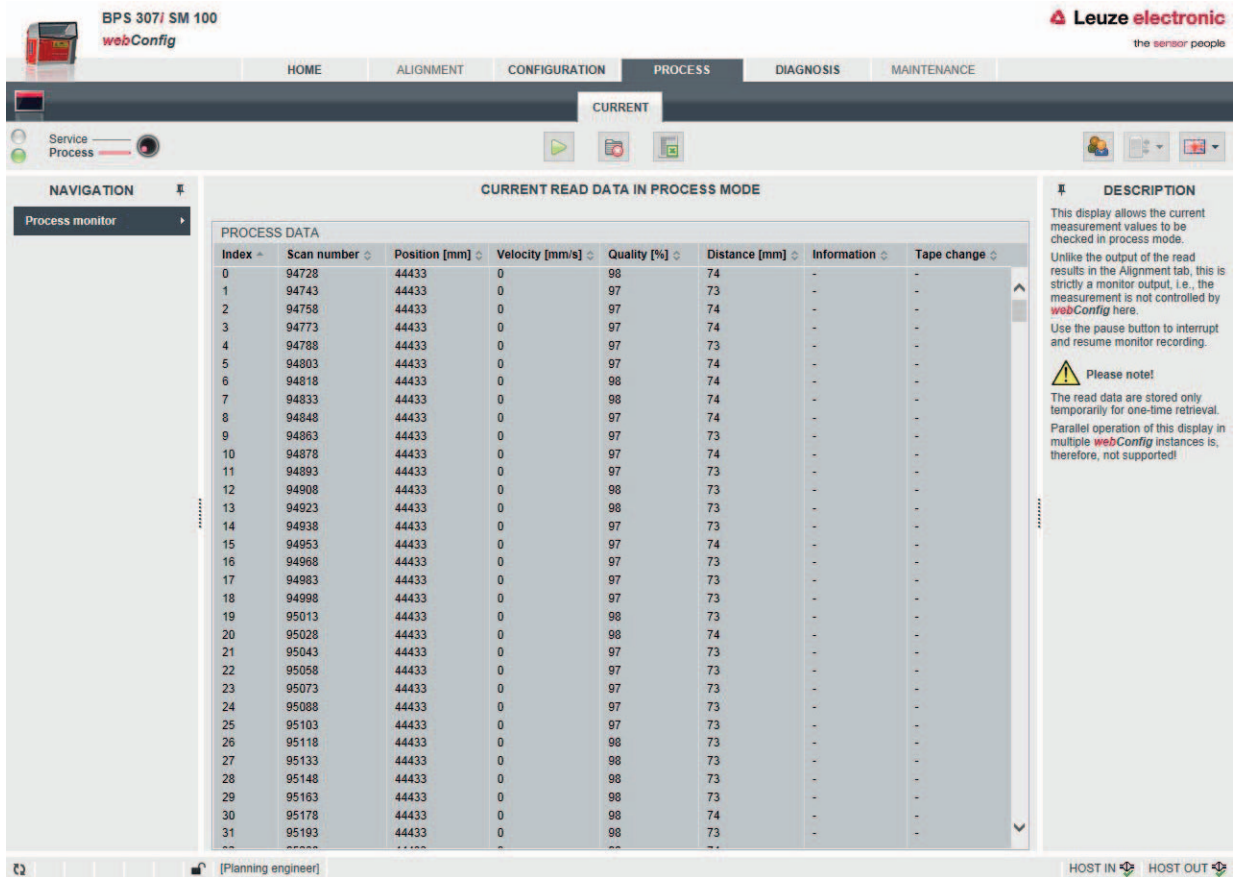 BPS 307i SM 100
webConfig
Leuze electronic
the sensor people
HOME ALIGNMENT CONFIGURATION PROCESS DIAGNOSIS MAINTENANCE
CURRENT
Service
Process
NAVIGATION
Process monitor
CURRENT READ DATA IN PROCESS MODE
PROCESS DATA
Index Scan number Position [mm] Velocity [mm/s] Quality [%] Distance [mm] Information Tape change
0 94728 44433 0 98 74 - -
1 94743 44433 0 97 73 - -
2 94758 44433 0 97 74 - -
3 94773 44433 0 97 74 - -
4 94788 44433 0 97 73 - -
5 94803 44433 0 97 74 - -
6 94818 44433 0 98 74 - -
7 94833 44433 0 98 74 - -
8 94848 44433 0 97 74 - -
9 94863 44433 0 97 73 - -
10 94878 44433 0 97 74 - -
11 94893 44433 0 97 73 - -
12 94908 44433 0 98 73 - -
13 94923 44433 0 98 73 - -
14 94938 44433 0 97 73 - -
15 94953 44433 0 97 74 - -
16 94968 44433 0 97 73 - -
17 94983 44433 0 97 73 - -
18 94998 44433 0 97 73 - -
19 95013 44433 0 98 73 - -
20 95028 44433 0 98 74 - -
21 95043 44433 0 97 73 - -
22 95058 44433 0 97 73 - -
23 95073 44433 0 97 73 - -
24 95088 44433 0 97 73 - -
25 95103 44433 0 97 73 - -
26 95118 44433 0 98 73 - -
27 95133 44433 0 98 73 - -
28 95148 44433 0 98 73 - -
29 95163 44433 0 98 73 - -
30 95178 44433 0 98 74 - -
31 95193 44433 0 98 73 - -
DESCRIPTION
This display allows the current
measurement values to be
checked in process mode.
Unlike the output of the read
results in the Alignment tab, this is
strictly a monitor output, i.e., the
measurement is not controlled by
webConfig here.
Use the pause button to interrupt
and resume monitor recording.
Please note!
The read data are stored only
temporarily for one-time retrieval.
Parallel operation of this display in
multiple webConfig instances is,
therefore, not supported!
[Planning engineer]
HOST IN HOST OUT